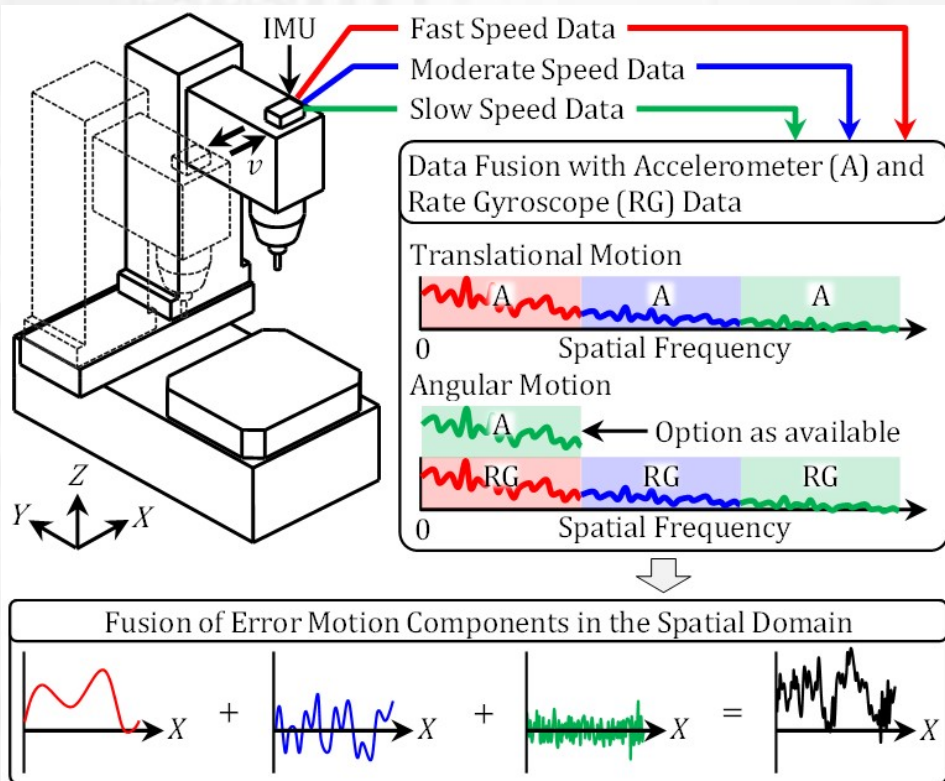 IMU
Fast Speed Data
Moderate Speed Data
Slow Speed Data
v
Data Fusion with Accelerometer (A) and
Rate Gyroscope (RG) Data
Translational Motion
A A A
0 Spatial Frequency
Angular Motion
A Option as available
RG RG RG
0 Spatial Frequency
Z
Y X
Fusion of Error Motion Components in the Spatial Domain
X + X + X = X